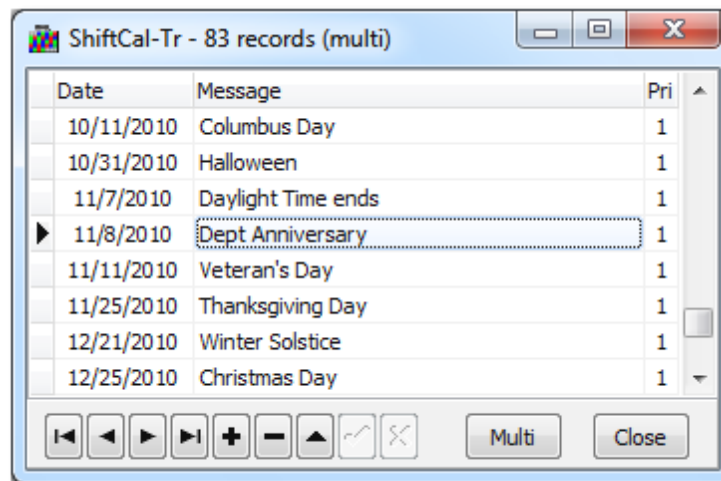 ShiftCal-Tr - 83 records (multi)
Date Message Pri
10/11/2010 Columbus Day 1
10/31/2010 Halloween 1
11/7/2010 Daylight Time ends 1
11/8/2010 Dept Anniversary 1
11/11/2010 Veteran's Day 1
11/25/2010 Thanksgiving Day 1
12/21/2010 Winter Solstice 1
12/25/2010 Christmas Day 1
Multi Close